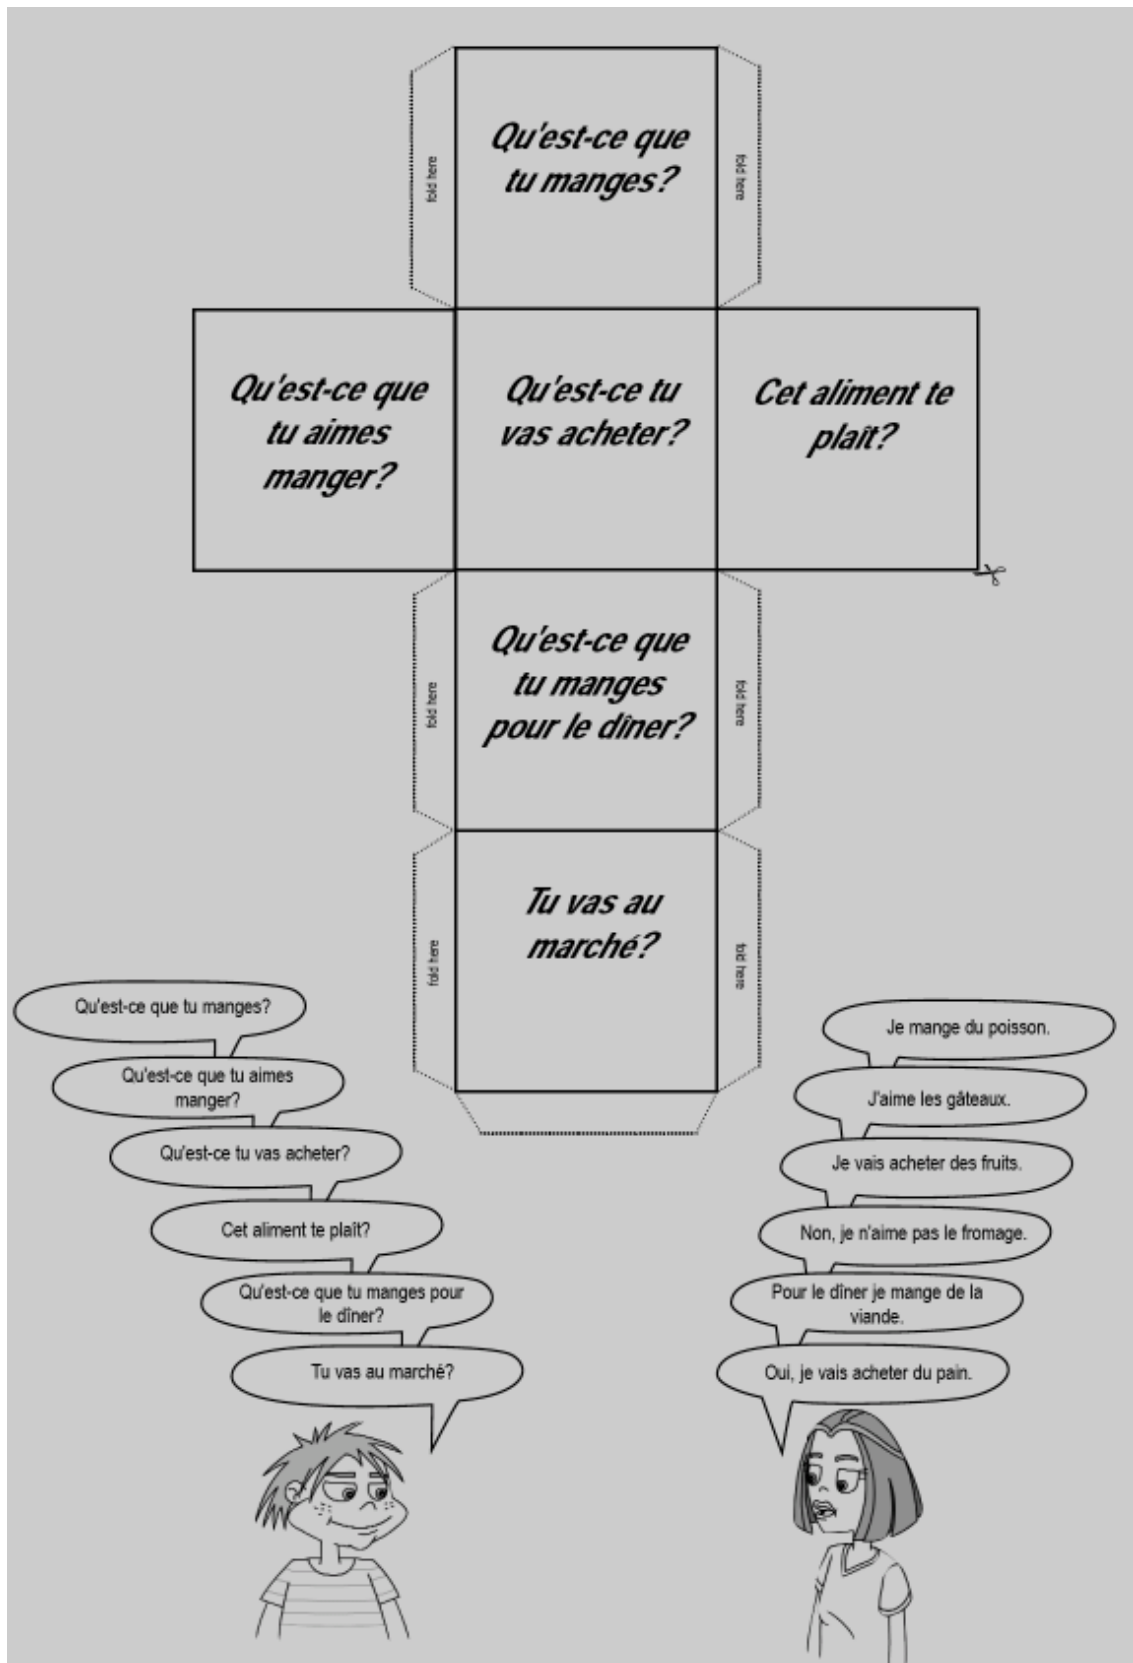 Qu'est-ce que
tu manges?
fold here
fold here
Qu'est-ce que
tu aimes
manger?
Qu'est-ce tu
vas acheter?
Cet aliment te
plaît?
Qu'est-ce que
tu manges
pour le dîner?
fold here
fold here
Tu vas au
marché?
fold here
fold here
Qu'est-ce que tu manges?
Qu'est-ce que tu aimes
manger?
Qu'est-ce tu vas acheter?
Cet aliment te plaît?
Qu'est-ce que tu manges pour
le dîner?
Tu vas au marché?
Je mange du poisson.
J'aime les gâteaux.
Je vais acheter des fruits.
Non, je n'aime pas le fromage.
Pour le dîner je mange de la
viande.
Oui, je vais acheter du pain.